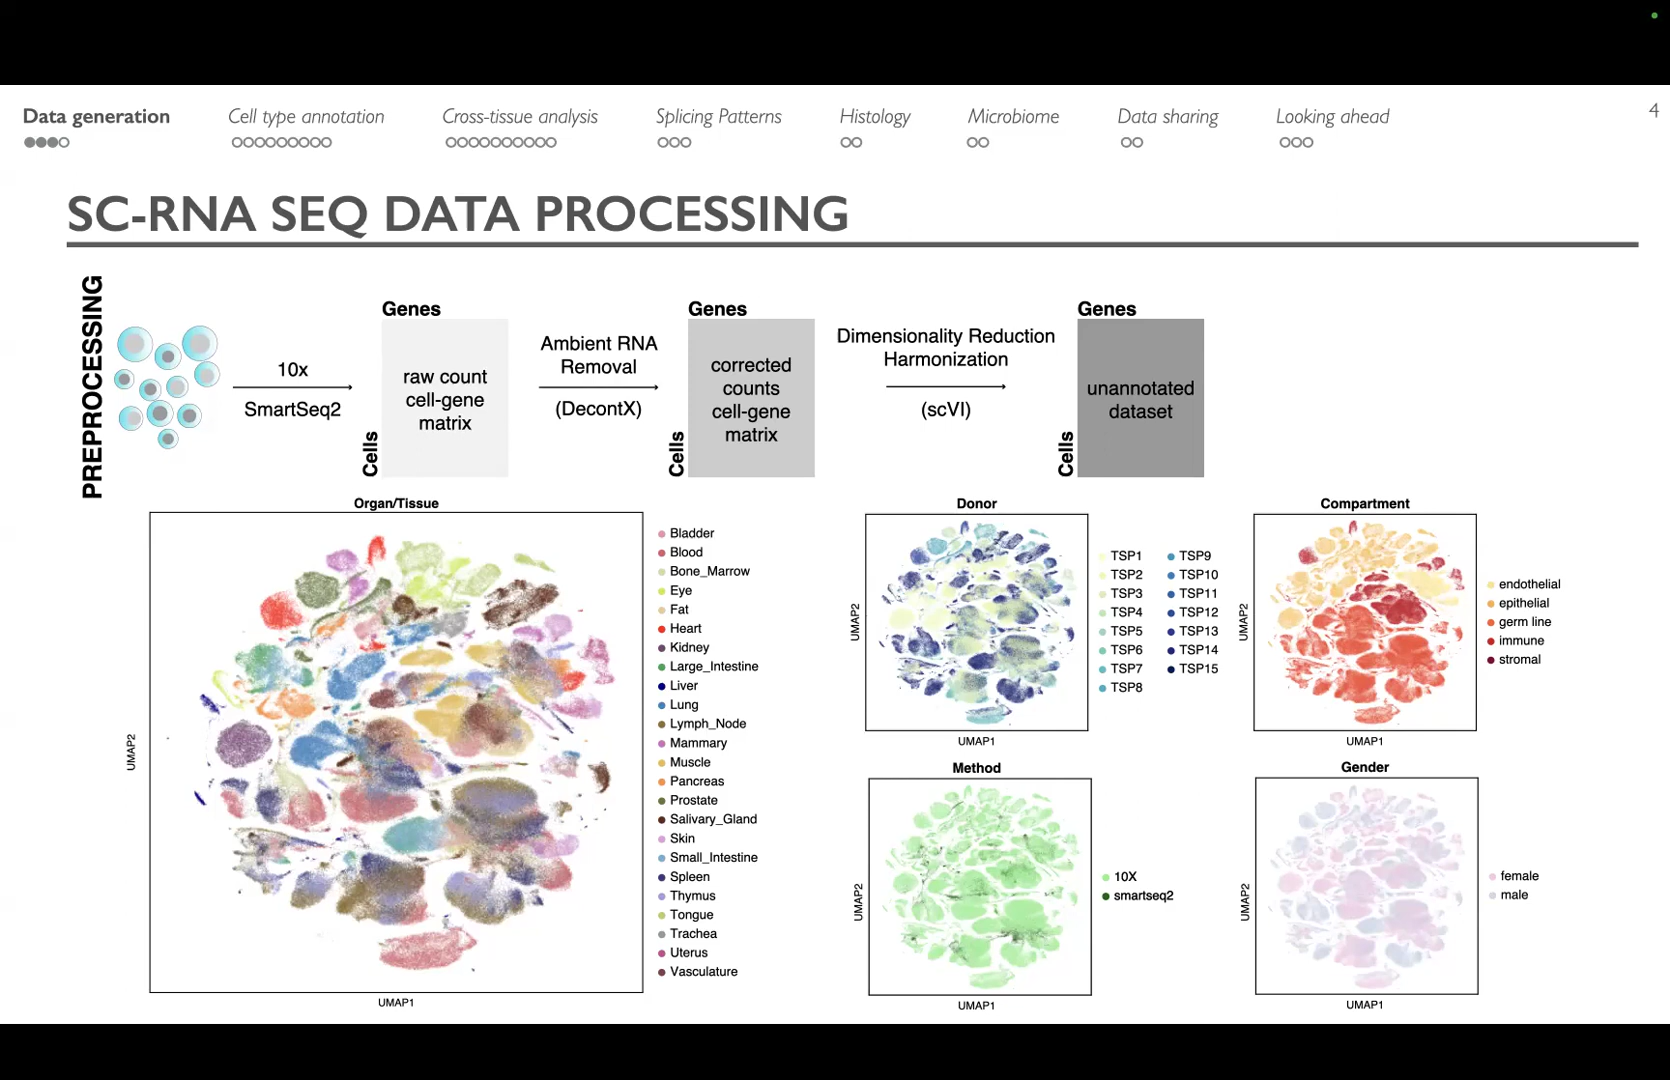 Data generation
Cell type annotation
Cross-tissue analysis
Splicing Patterns
Histology
Microbiome
Data sharing
Looking ahead
4
SC-RNA SEQ DATA PROCESSING
PREPROCESSING
10x
SmartSeq2
Genes
Cells
raw count
cell-gene
matrix
Ambient RNA
Removal
(DecontX)
Genes
Cells
corrected
counts
cell-gene
matrix
Dimensionality Reduction
Harmonization
(scVI)
Genes
Cells
unannotated
dataset
Organ/Tissue
UMAP2
UMAP1
Bladder
Blood
Bone_Marrow
Eye
Fat
Heart
Kidney
Large_Intestine
Liver
Lung
Lymph_Node
Mammary
Muscle
Pancreas
Prostate
Salivary_Gland
Skin
Small_Intestine
Spleen
Thymus
Tongue
Trachea
Uterus
Vasculature
Donor
UMAP2
UMAP1
TSP1
TSP2
TSP3
TSP4
TSP5
TSP6
TSP7
TSP8
TSP9
TSP10
TSP11
TSP12
TSP13
TSP14
TSP15
Compartment
UMAP2
UMAP1
endothelial
epithelial
germ line
immune
stromal
Method
UMAP2
UMAP1
10X
smartseq2
Gender
UMAP2
UMAP1
female
male